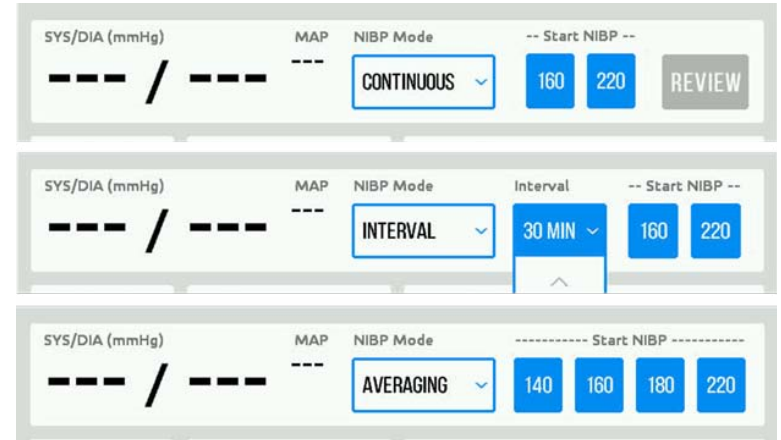 SYS/DIA (mmHg) MAP NIBP Mode -- Start NIBP --
--- / --- --- CONTINUOUS 160 220 REVIEW
SYS/DIA (mmHg) MAP NIBP Mode Interval -- Start NIBP --
--- / --- --- INTERVAL 30 MIN 160 220
SYS/DIA (mmHg) MAP NIBP Mode ----------- Start NIBP -----------
--- / --- --- AVERAGING 140 160 180 220